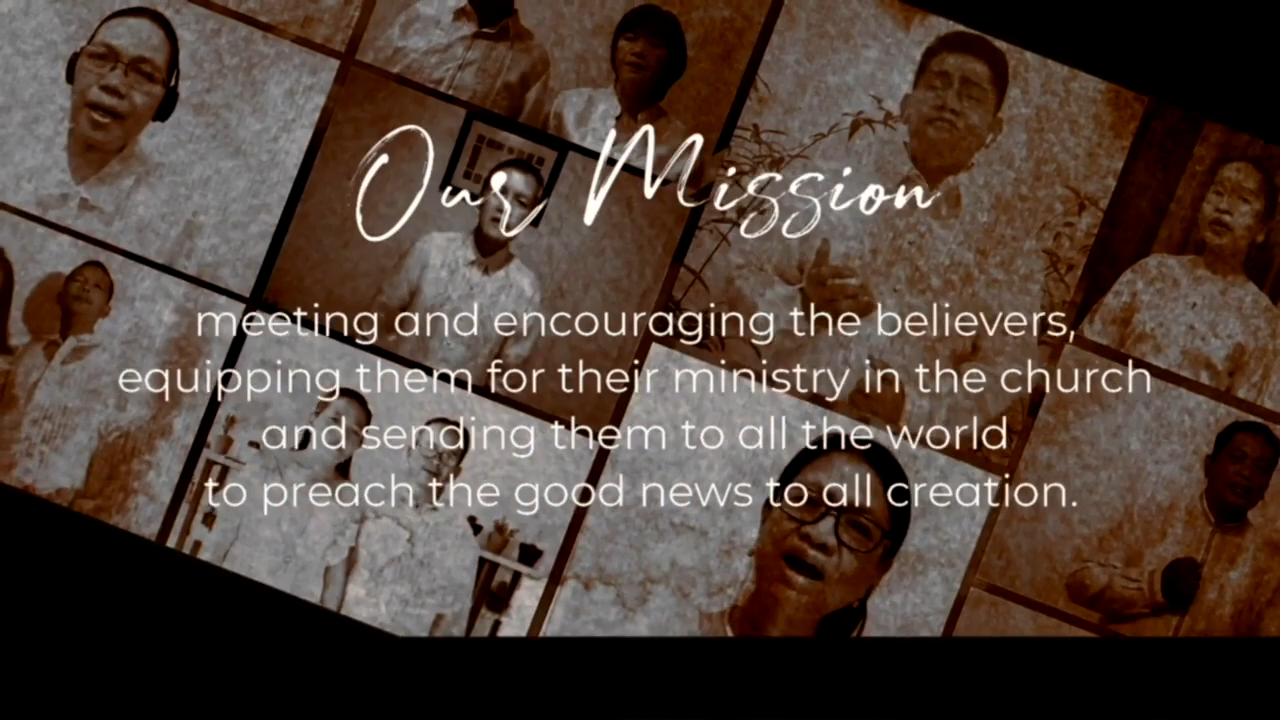 Our Mission
meeting and encouraging the believers,
equipping them for their ministry in the church
and sending them to all the world
to preach the good news to all creation.